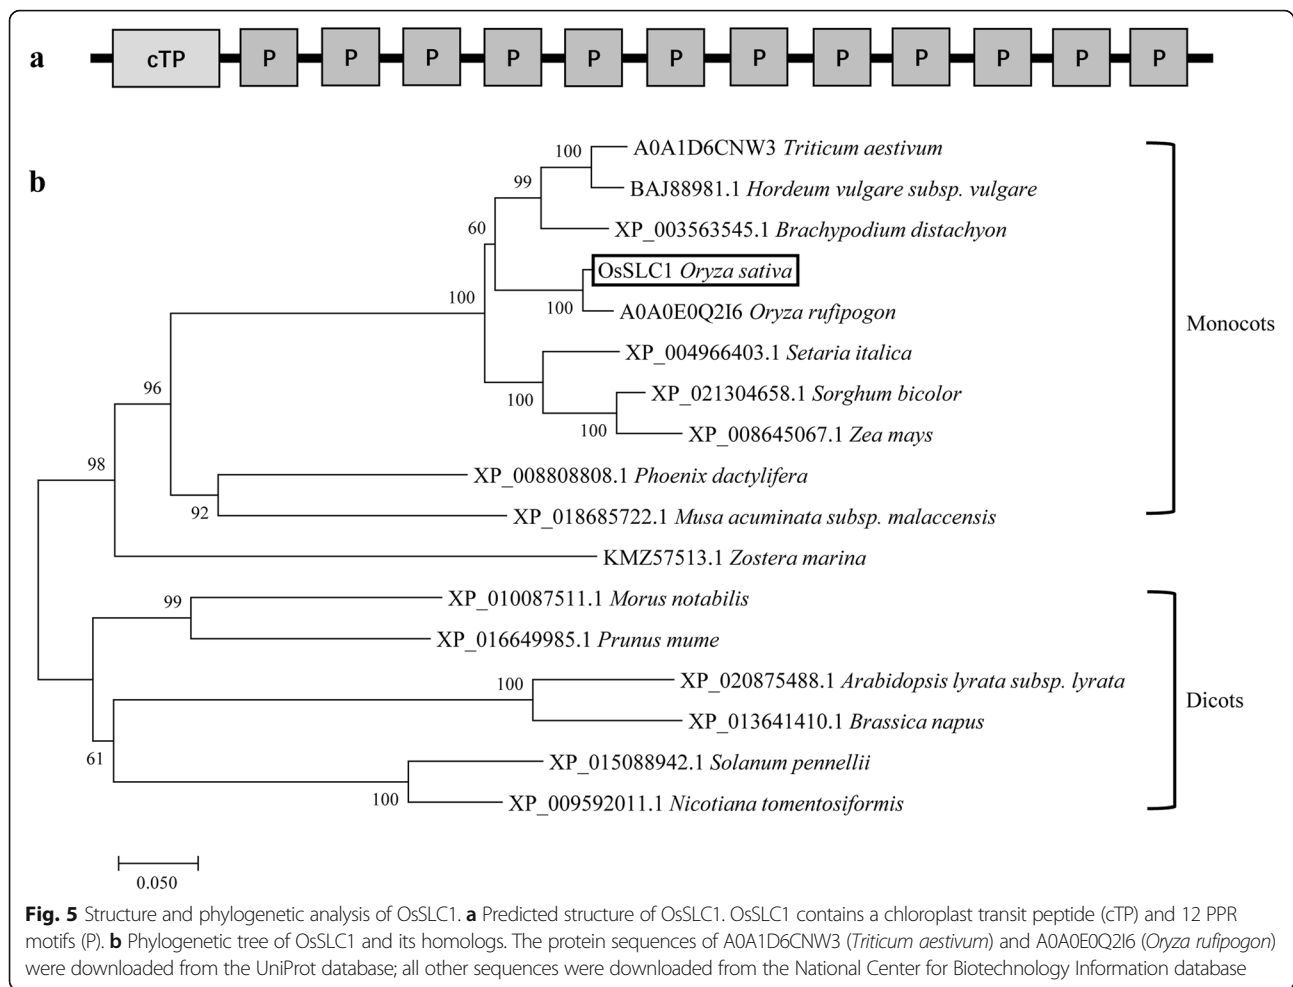 a
cTP P P P P P P P P P P P P
b
100
A0A1D6CNW3 Triticum aestivum
99
BAJ88981.1 Hordeum vulgare subsp. vulgare
60
XP_003563545.1 Brachypodium distachyon
OsSLC1 Oryza sativa
100
100
A0A0E0Q2I6 Oryza rufipogon
Monocots
XP_004966403.1 Setaria italica
96
100
XP_021304658.1 Sorghum bicolor
100
XP_008645067.1 Zea mays
98
XP_008808808.1 Phoenix dactylifera
92
XP_018685722.1 Musa acuminata subsp. malaccensis
KMZ57513.1 Zostera marina
99
XP_010087511.1 Morus notabilis
XP_016649985.1 Prunus mume
100
XP_020875488.1 Arabidopsis lyrata subsp. lyrata
Dicots
XP_013641410.1 Brassica napus
61
XP_015088942.1 Solanum pennellii
100
XP_009592011.1 Nicotiana tomentosiformis
0.050
Fig. 5 Structure and phylogenetic analysis of OsSLC1. a Predicted structure of OsSLC1. OsSLC1 contains a chloroplast transit peptide (cTP) and 12 PPR
motifs (P). b Phylogenetic tree of OsSLC1 and its homologs. The protein sequences of A0A1D6CNW3 (Triticum aestivum) and A0A0E0Q2I6 (Oryza rufipogon)
were downloaded from the UniProt database; all other sequences were downloaded from the National Center for Biotechnology Information database